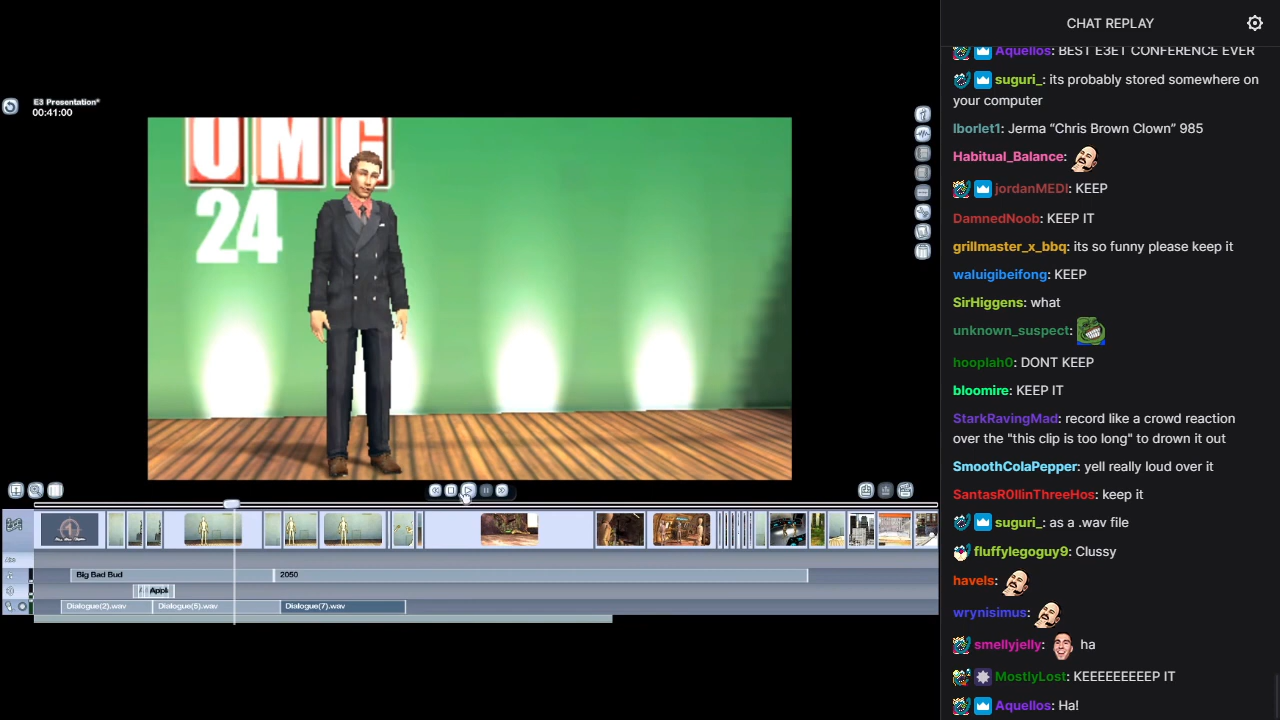 E3 Presentation*
00:41:00
OMG
24
Big Bad Bud
2050
Appl
Dialogue(2).wav
Dialogue(5).wav
Dialogue(7).wav
CHAT REPLAY
Aquellos: BEST E3ET CONFERENCE EVER
suguri_: its probably stored somewhere on
your computer
lborlet1: Jerma “Chris Brown Clown” 985
Habitual_Balance:
jordanMEDI: KEEP
DamnedNoob: KEEP IT
grillmaster_x_bbq: its so funny please keep it
waluigibeifong: KEEP
SirHiggens: what
unknown_suspect:
hooplah0: DONT KEEP
bloomire: KEEP IT
StarkRavingMad: record like a crowd reaction
over the "this clip is too long" to drown it out
SmoothColaPepper: yell really loud over it
SantasR0llinThreeHos: keep it
suguri_: as a .wav file
fluffylegoguy9: Clussy
havels:
wrynisimus:
smellyjelly: ha
MostlyLost: KEEEEEEEEEP IT
Aquellos: Ha!